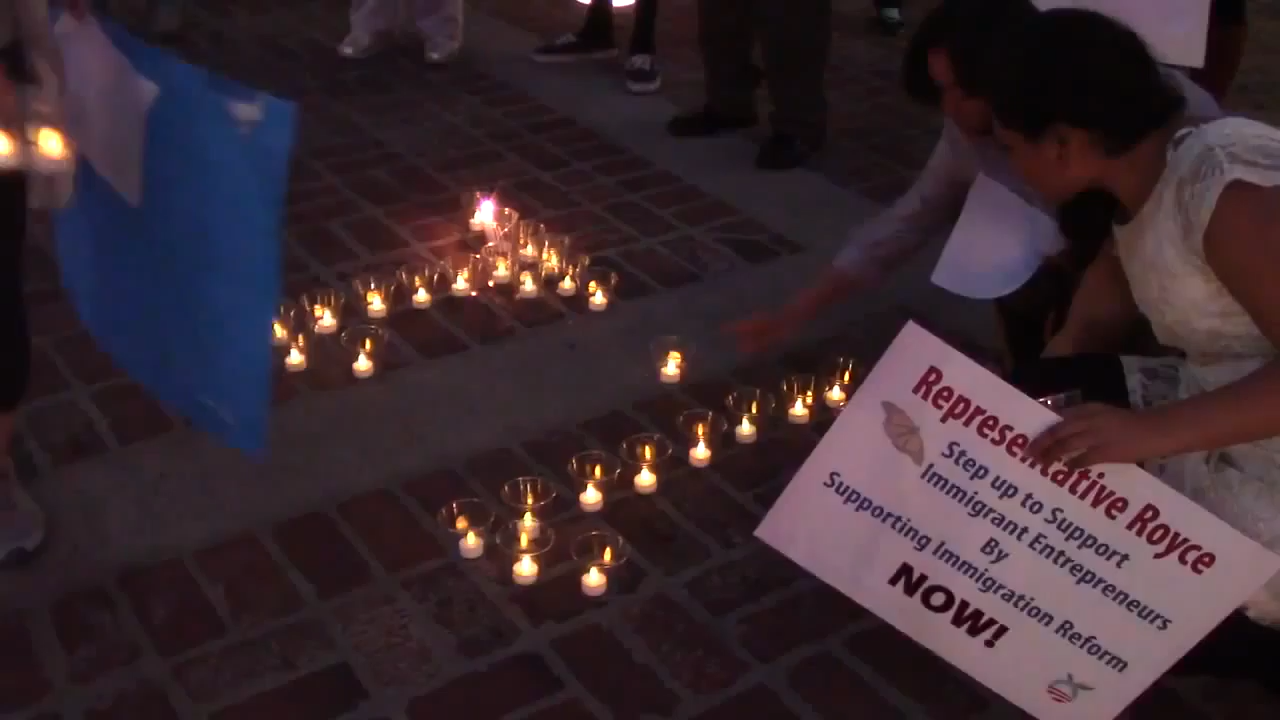 Representative Royce
Step up to Support
Immigrant Entrepreneurs
By
Supporting Immigration Reform
NOW!